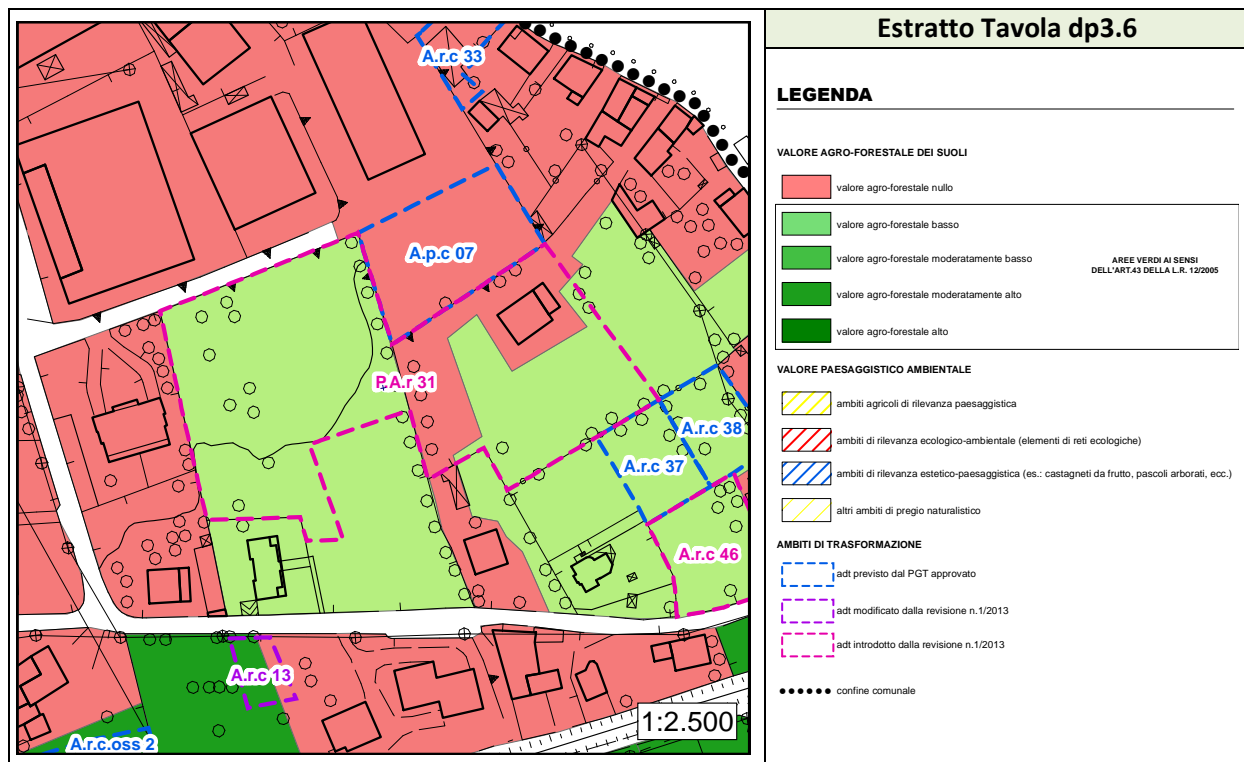 A.r.c 33
A.p.c 07
P.A.r 31
A.r.c 38
A.r.c 37
A.r.c 46
A.r.c 13
A.r.c.oss 2
1:2.500
Estratto Tavola dp3.6
LEGENDA
VALORE AGRO-FORESTALE DEI SUOLI
valore agro-forestale nullo
valore agro-forestale basso
valore agro-forestale moderatamente basso
valore agro-forestale moderatamente alto
valore agro-forestale alto
AREE VERDI AI SENSI
DELL'ART.43 DELLA L.R. 12/2005
VALORE PAESAGGISTICO AMBIENTALE
ambiti agricoli di rilevanza paesaggistica
ambiti di rilevanza ecologico-ambientale (elementi di reti ecologiche)
ambiti di rilevanza estetico-paesaggistica (es.: castagneti da frutto, pascoli arborati, ecc.)
altri ambiti di pregio naturalistico
AMBITI DI TRASFORMAZIONE
adt previsto dal PGT approvato
adt modificato dalla revisione n.1/2013
adt introdotto dalla revisione n.1/2013
confine comunale